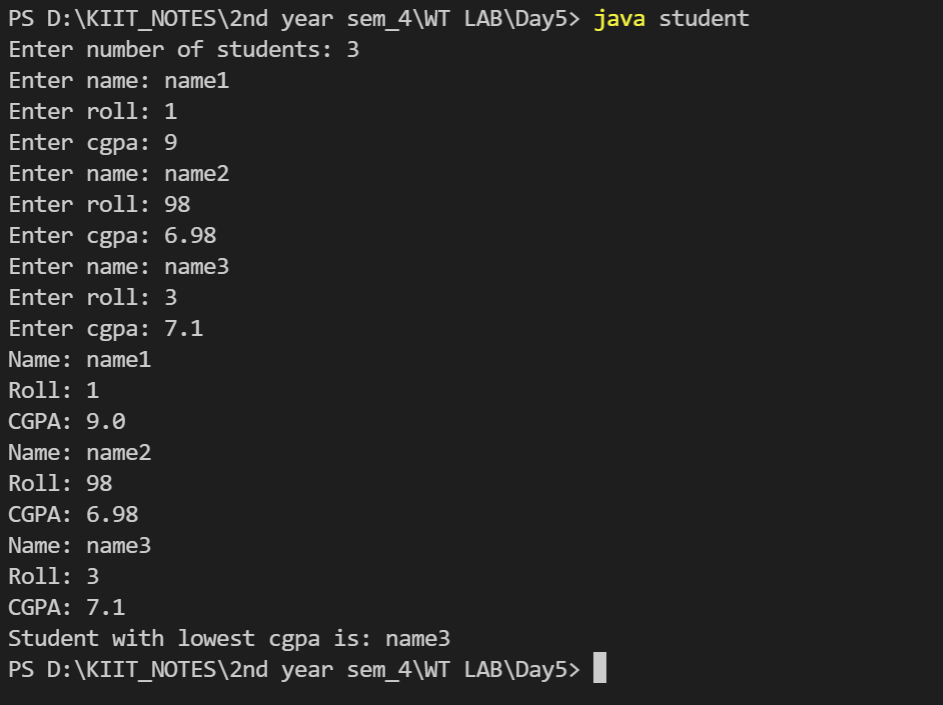 PS D:\KIIT_NOTES\2nd year sem_4\WT LAB\Day5> java student
Enter number of students: 3
Enter name: name1
Enter roll: 1
Enter cgpa: 9
Enter name: name2
Enter roll: 98
Enter cgpa: 6.98
Enter name: name3
Enter roll: 3
Enter cgpa: 7.1
Name: name1
Roll: 1
CGPA: 9.0
Name: name2
Roll: 98
CGPA: 6.98
Name: name3
Roll: 3
CGPA: 7.1
Student with lowest cgpa is: name3
PS D:\KIIT_NOTES\2nd year sem_4\WT LAB\Day5>